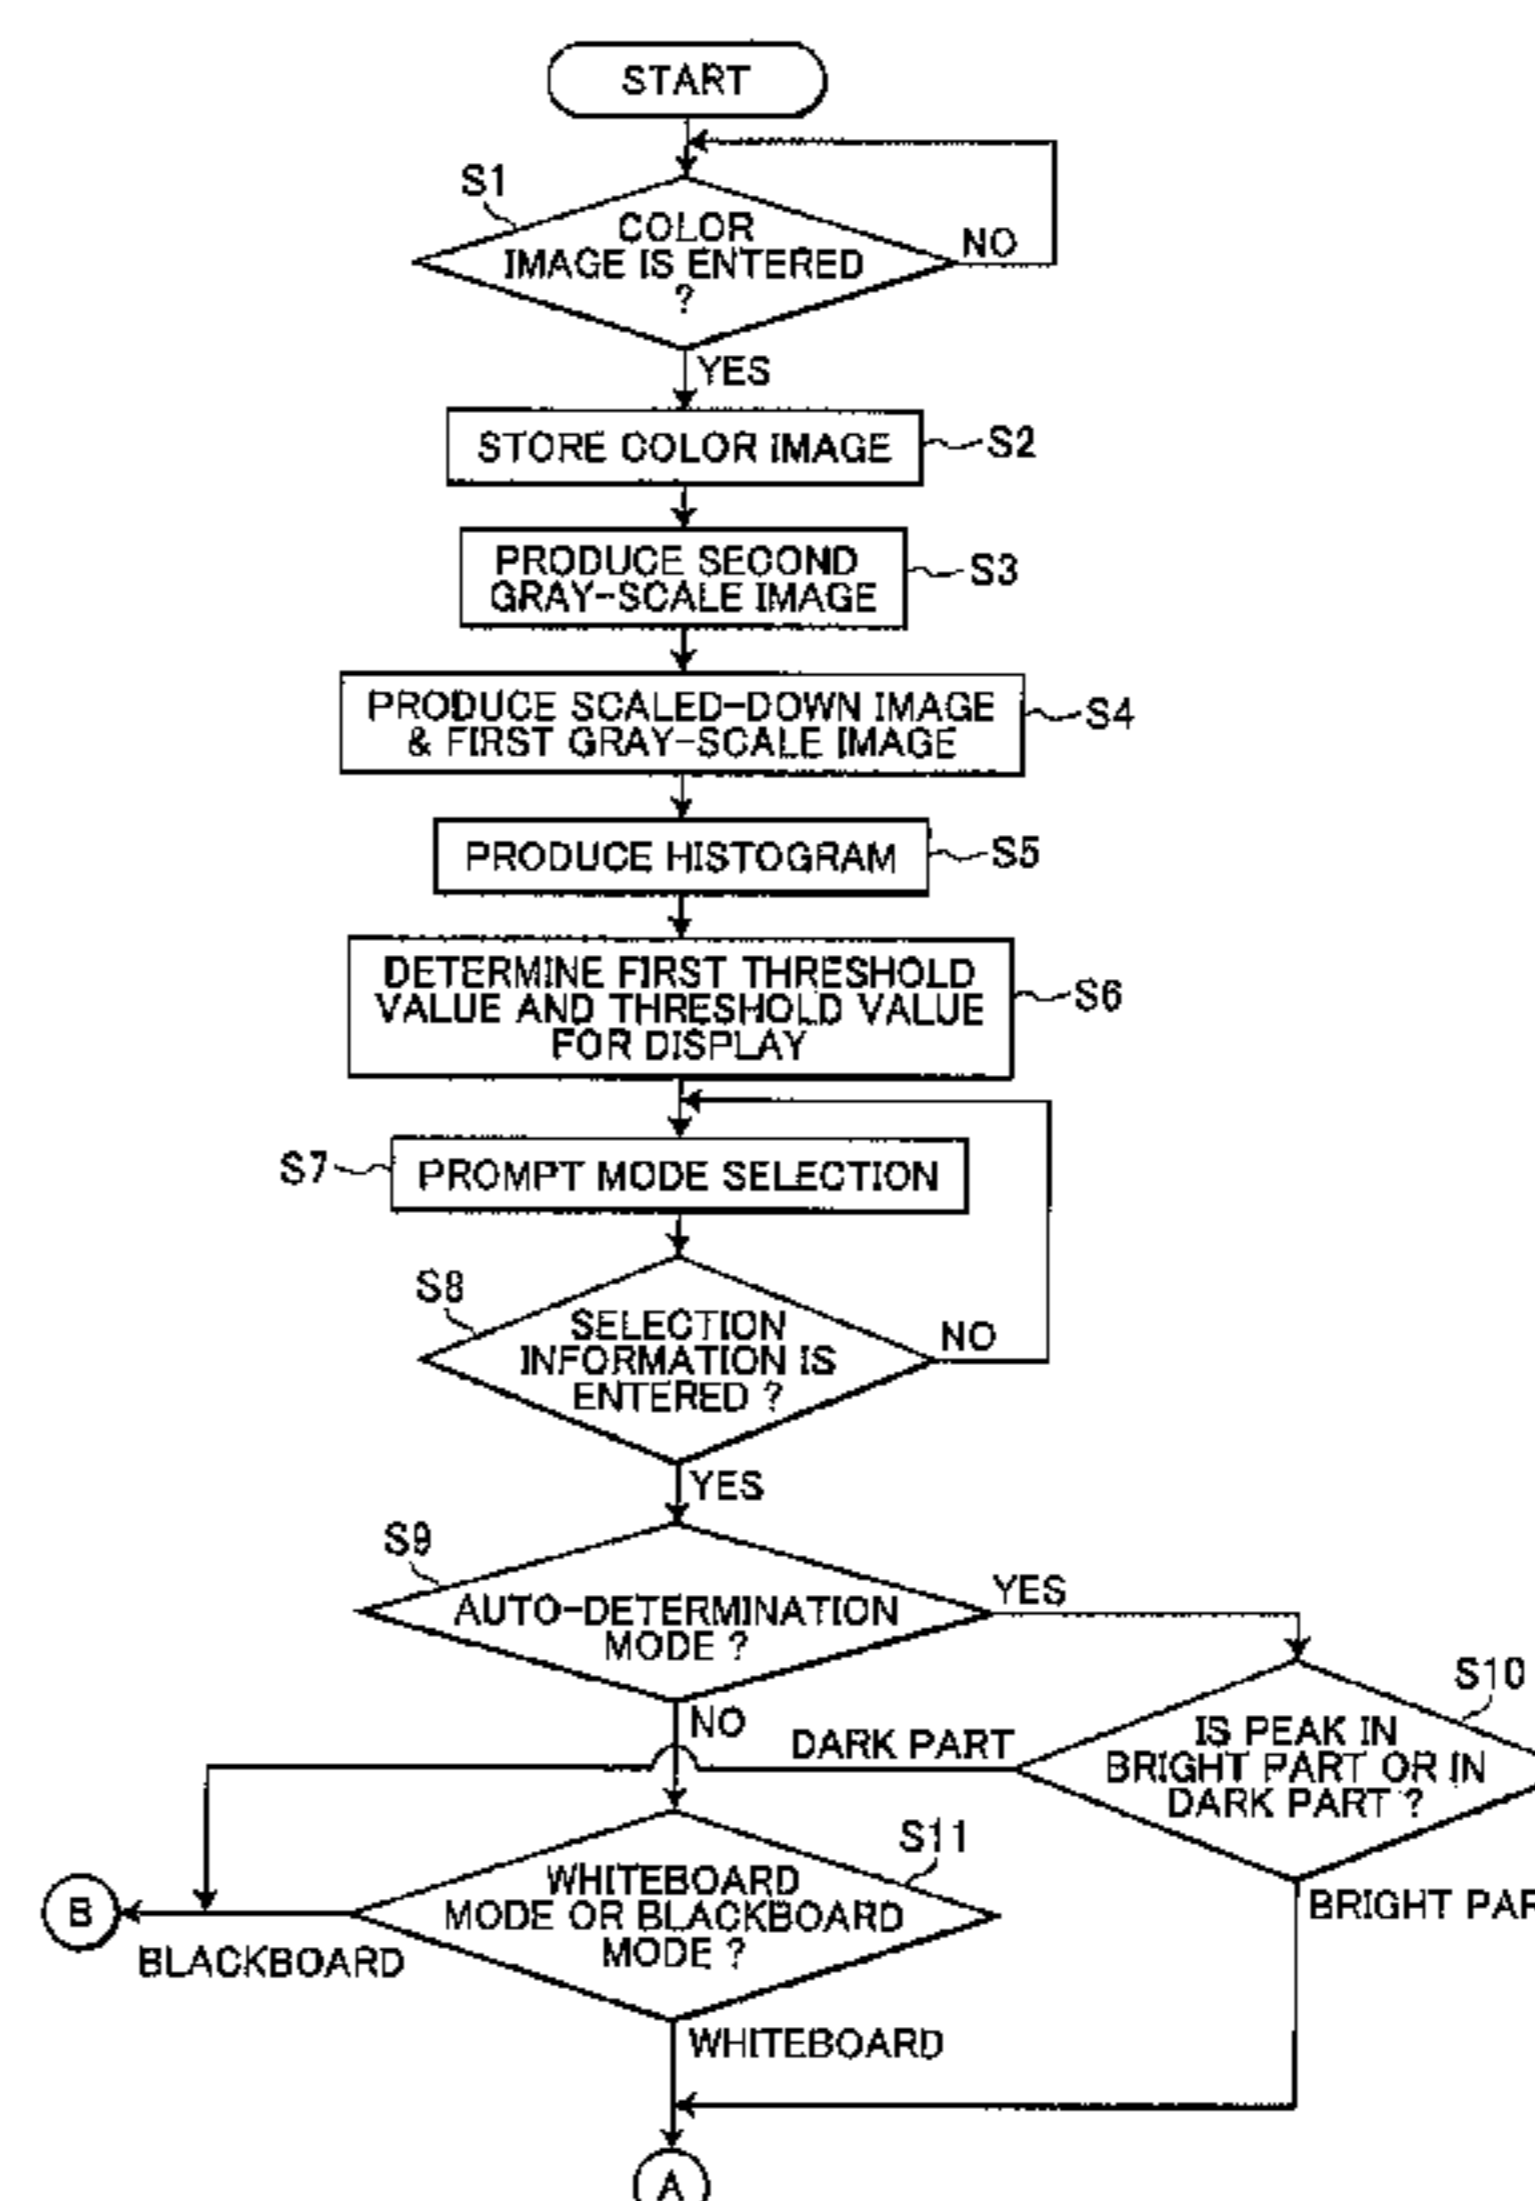 START
S1
COLOR
IMAGE IS ENTERED
?
NO
YES
STORE COLOR IMAGE
S2
PRODUCE SECOND
GRAY-SCALE IMAGE
S3
PRODUCE SCALED-DOWN IMAGE
& FIRST GRAY-SCALE IMAGE
S4
PRODUCE HISTOGRAM
S5
DETERMINE FIRST THRESHOLD
VALUE AND THRESHOLD VALUE
FOR DISPLAY
S6
S7
PROMPT MODE SELECTION
S8
SELECTION
INFORMATION IS
ENTERED ?
NO
YES
S9
AUTO-DETERMINATION
MODE ?
YES
NO
S10
IS PEAK IN
BRIGHT PART OR IN
DARK PART ?
DARK PART
BRIGHT PAR
S11
WHITEBOARD
MODE OR BLACKBOARD
MODE ?
B
BLACKBOARD
WHITEBOARD
A